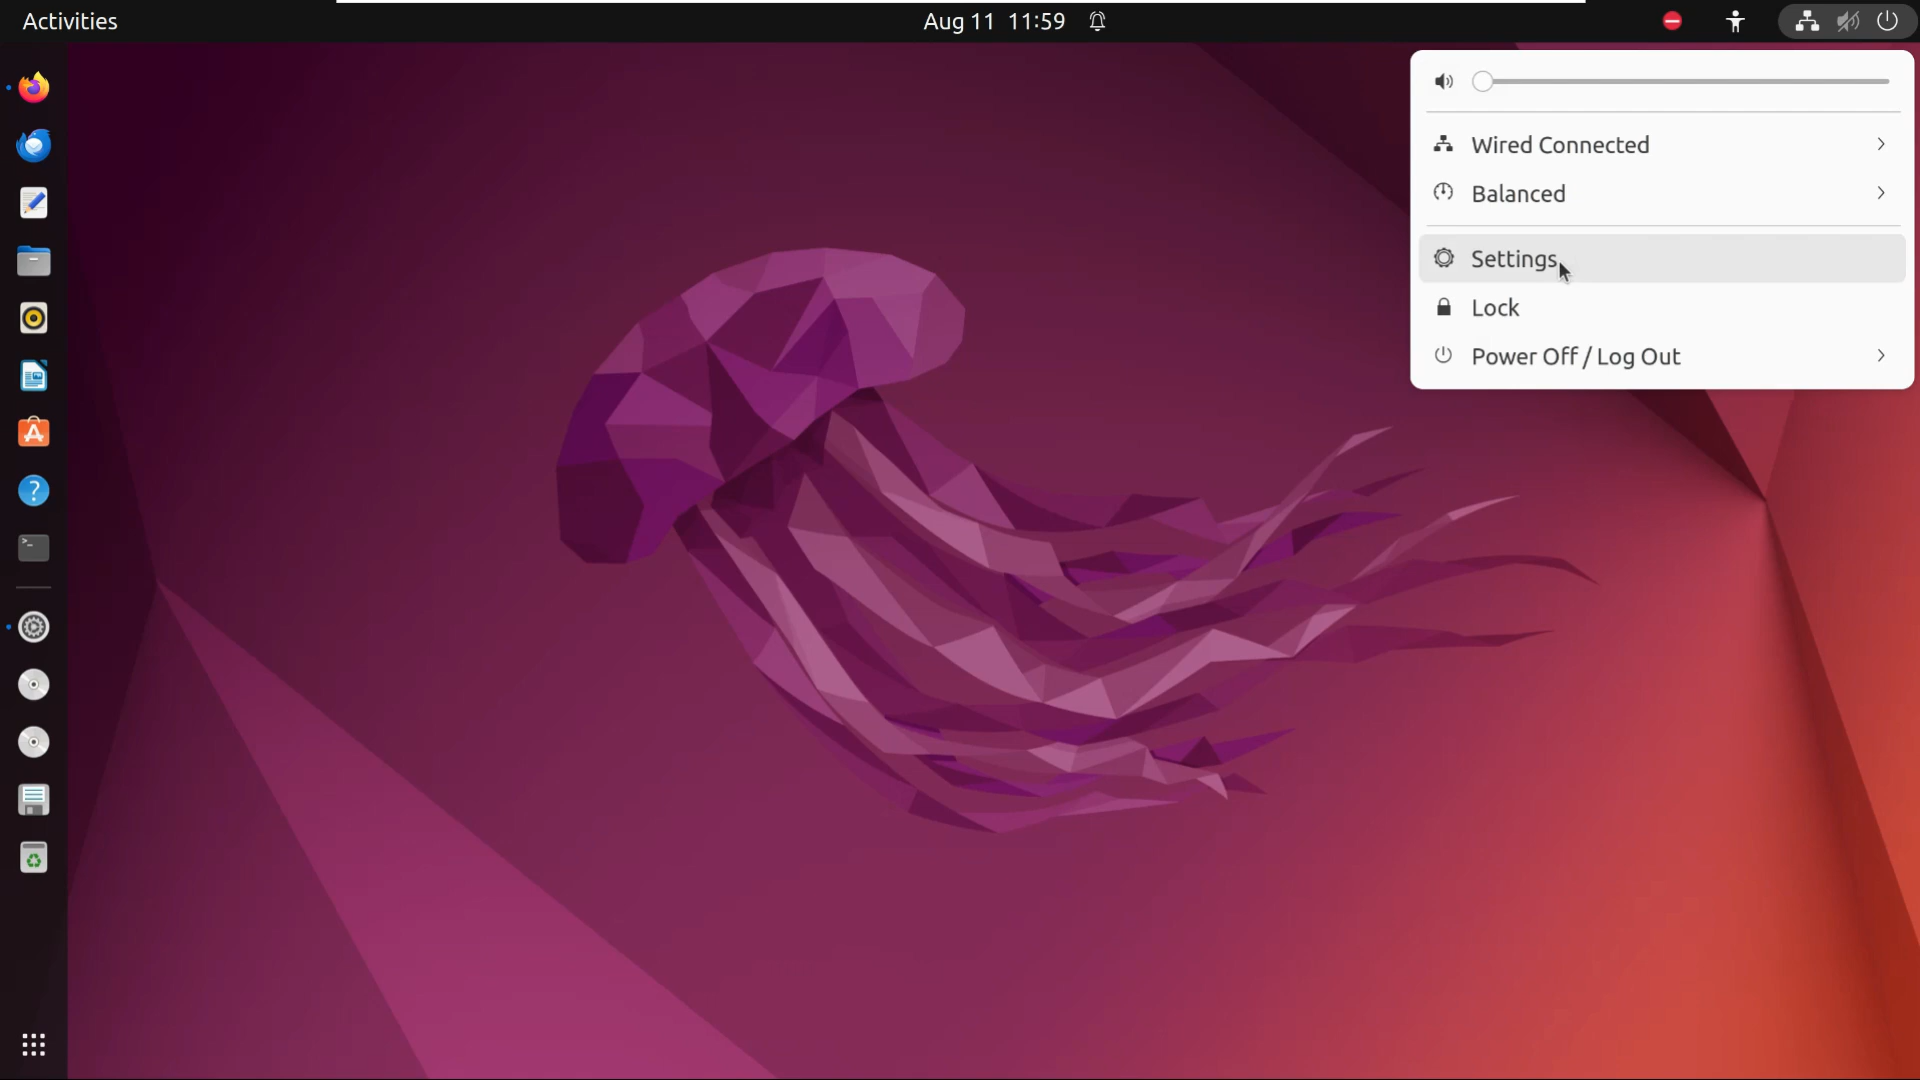 Activities
Aug 11 11:59
Wired Connected
Balanced
Settings
Lock
Power Off / Log Out